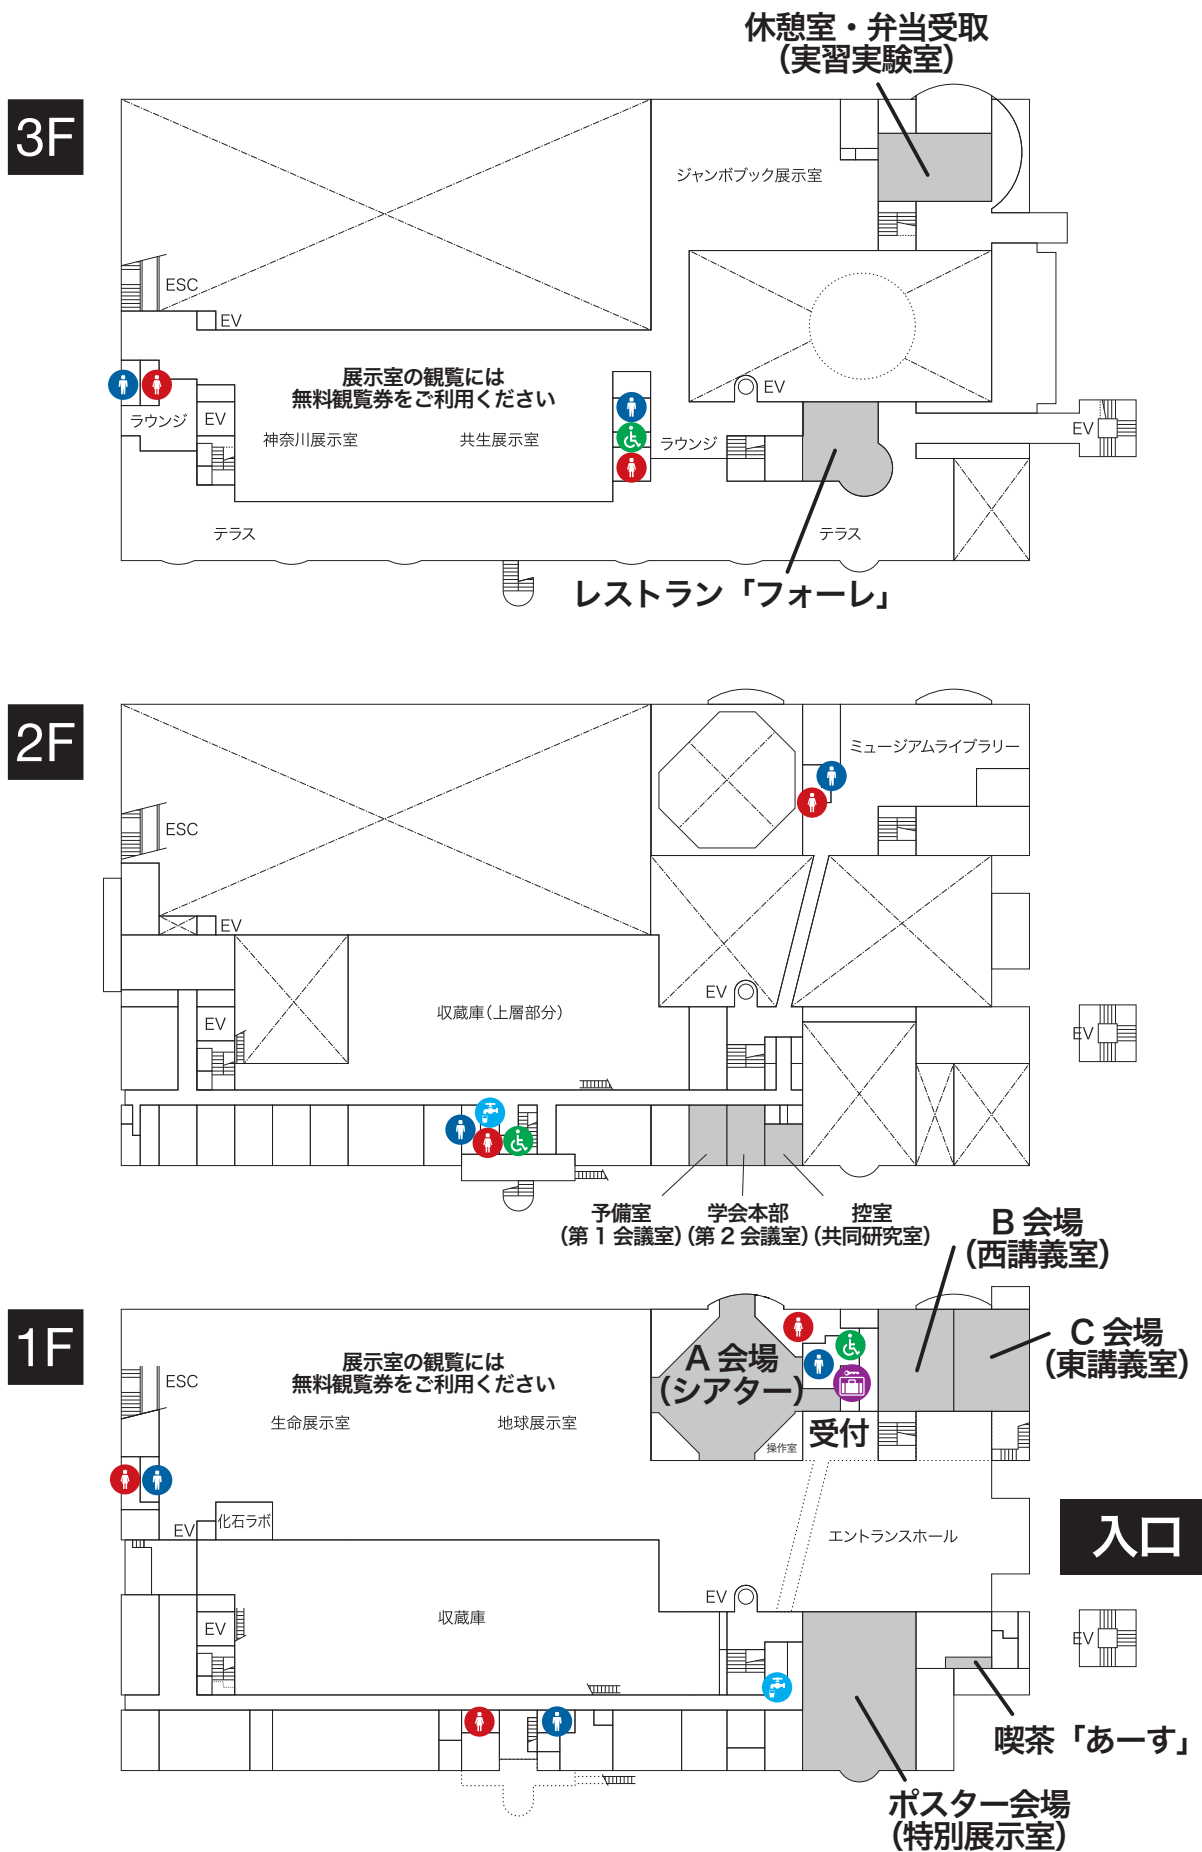 休憩室・弁当受取
(実習実験室)
3F
ジャンボブック展示室
ESC
EV
展示室の観覧には
無料観覧券をご利用ください
EV
ラウンジ
EV
神奈川展示室
共生展示室
ラウンジ
EV
テラス
テラス
レストラン「フォーレ」
2F
ミュージアムライブラリー
ESC
EV
EV
収蔵庫(上層部分)
EV
EV
予備室
(第1会議室)
学会本部
(第2会議室)
控室
(共同研究室)
B 会場
(西講義室)
1F
C 会場
(東講義室)
展示室の観覧には
無料観覧券をご利用ください
A 会場
(シアター)
ESC
生命展示室
地球展示室
受付
操作室
化石ラボ
EV
エントランスホール
入口
EV
収蔵庫
EV
EV
喫茶「あーす」
ポスター会場
(特別展示室)